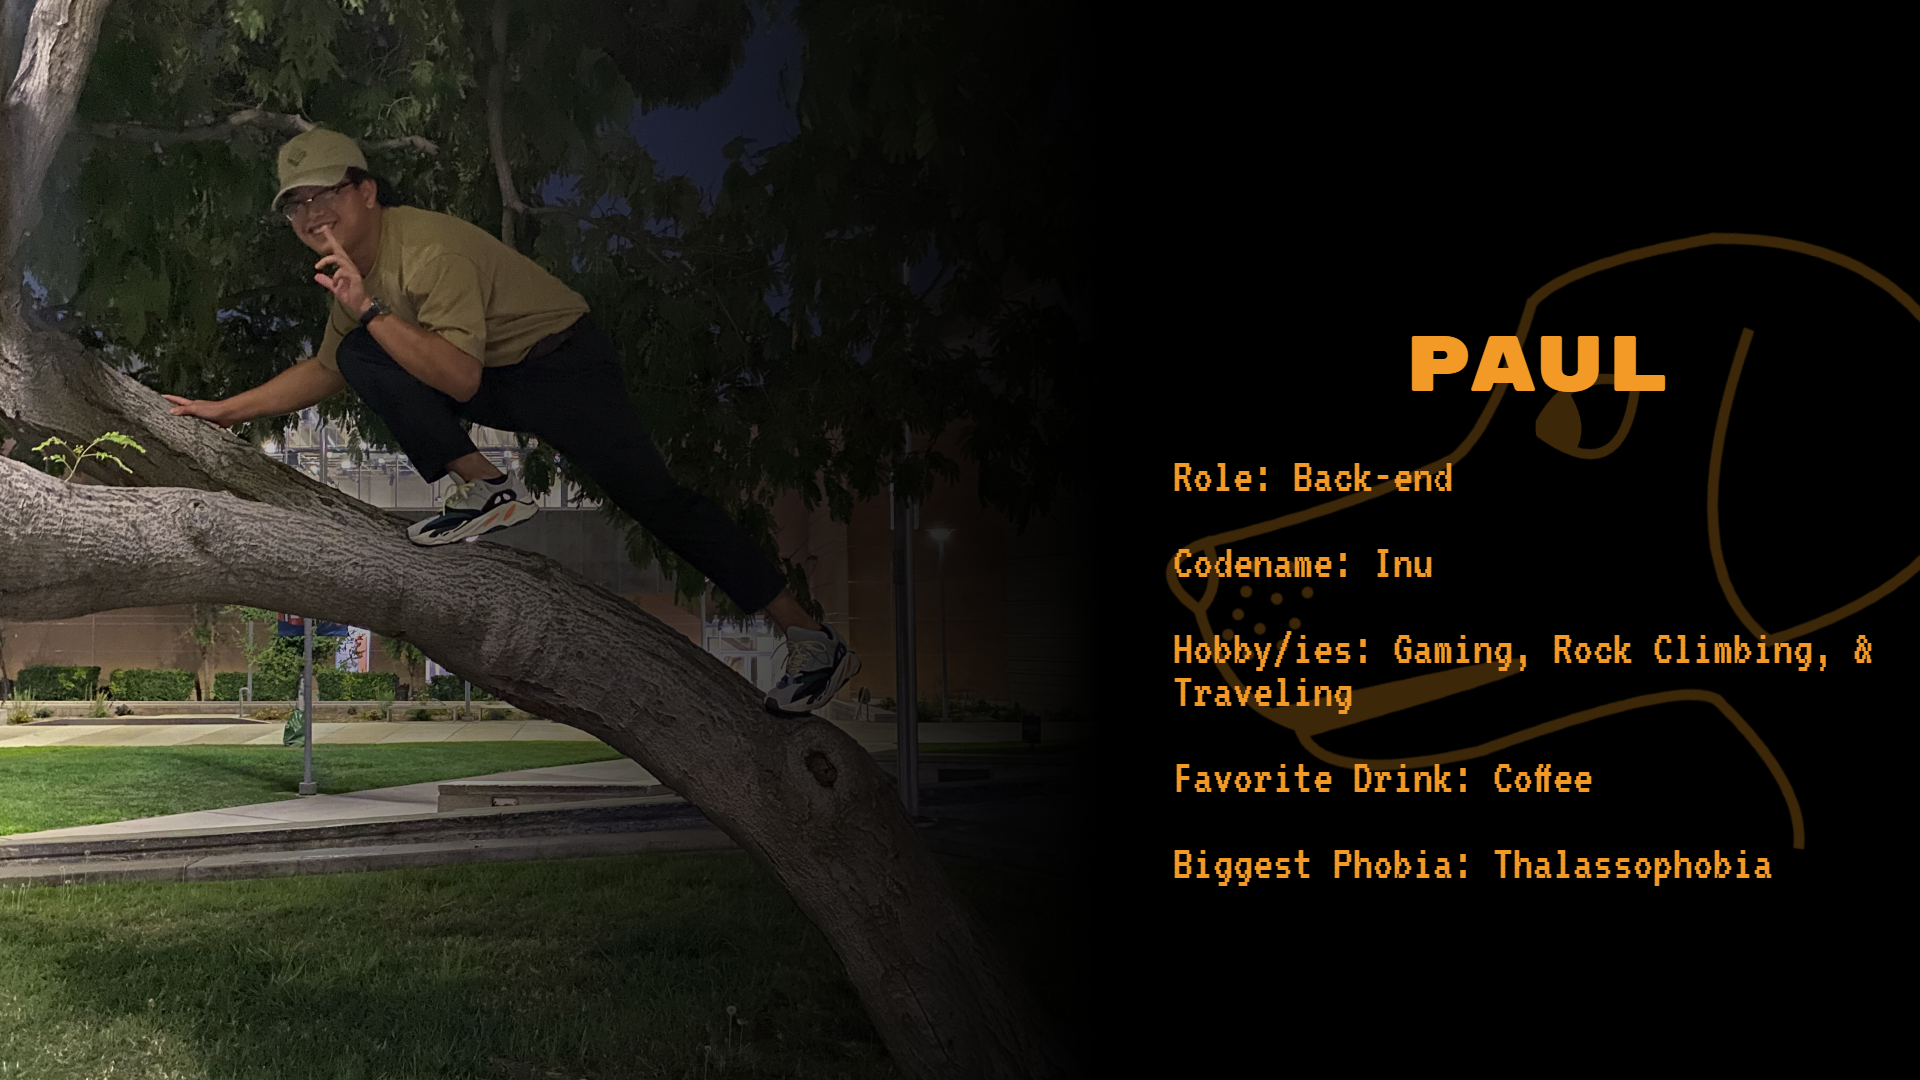 PAUL
Role: Back-end
Codename: Inu
Hobby/ies: Gaming, Rock Climbing, &
Traveling
Favorite Drink: Coffee
Biggest Phobia: Thalassophobia